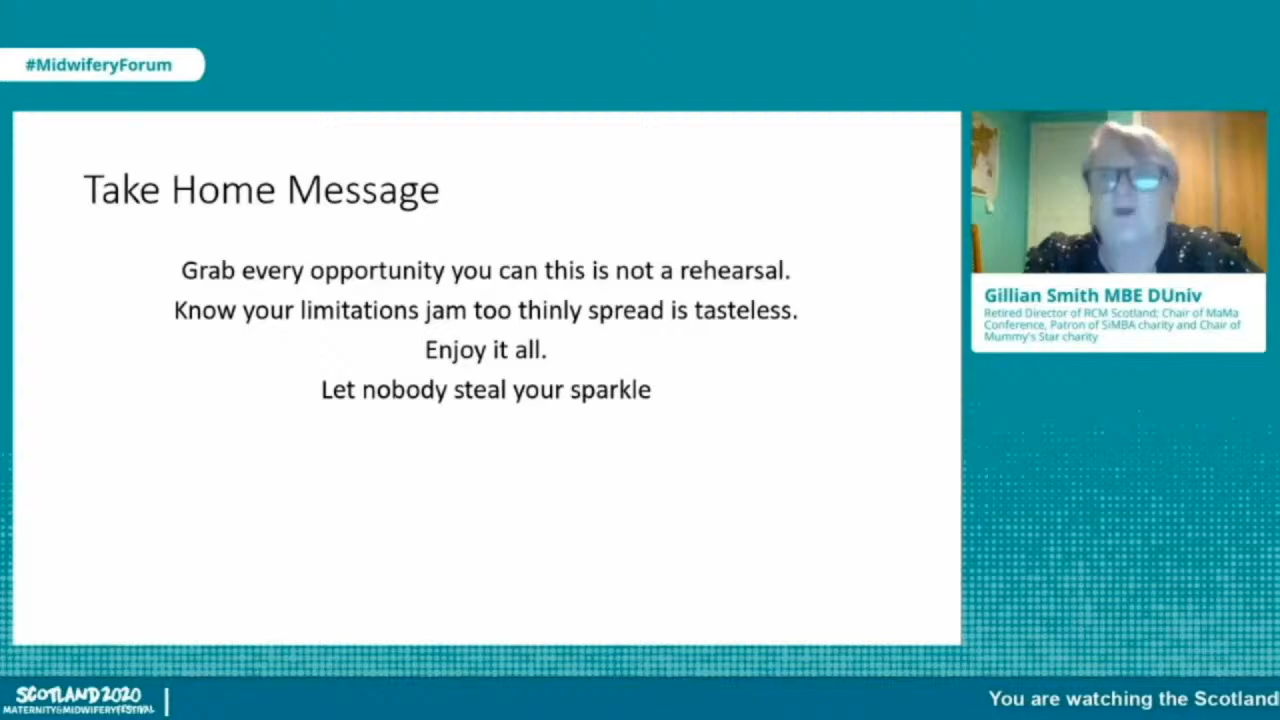 #MidwiferyForum
Take Home Message
Grab every opportunity you can this is not a rehearsal.
Know your limitations jam too thinly spread is tasteless.
Enjoy it all.
Let nobody steal your sparkle
Gillian Smith MBE DUniv
Retired Director of RCM Scotland; Chair of MaMa
Conference, Patron of SiMBA charity and Chair of
Mummy's Star charity
SCOTLAND 2020
MATERNITY&MIDWIFERYFESTIVAL
You are watching the Scotland